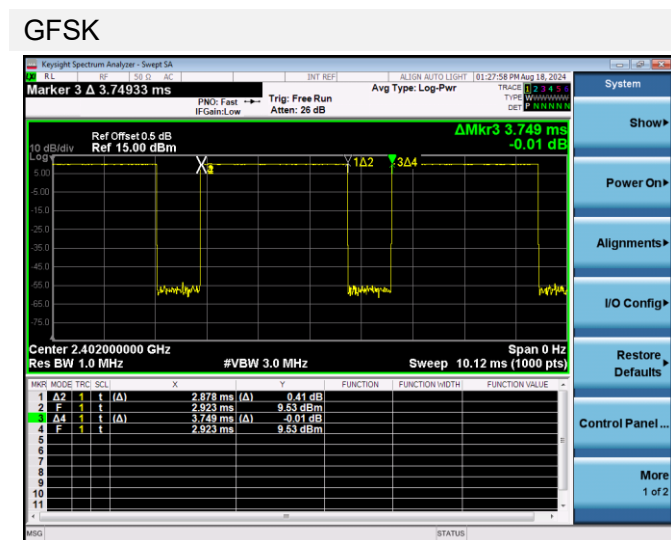 GFSK
Keysight Spectrum Analyzer - Swept SA
RL RF 50 Ω AC INT REF ALIGN AUTO LIGHT 01:27:58 PM Aug 18, 2024
Marker 3 Δ 3.74933 ms
PNO: Fast Trig: Free Run Avg Type: Log-Pwr TRACE 1 2 3 4 5 6
IFGain:Low Atten: 26 dB TYPE WWWWWW
DET P NNNNN
ΔMkr3 3.749 ms
-0.01 dB
Ref Offset 0.5 dB
10 dB/div Ref 15.00 dBm
Log
5.00
-5.00
-15.0
-25.0
-35.0
-45.0
-55.0
-65.0
-75.0
1Δ2 3Δ4
Center 2.402000000 GHz Span 0 Hz
Res BW 1.0 MHz #VBW 3.0 MHz Sweep 10.12 ms (1000 pts)
MKR MODE TRC SCL X Y FUNCTION FUNCTION WIDTH FUNCTION VALUE
1 Δ2 1 t (Δ) 2.878 ms (Δ) 0.41 dB
2 F 1 t 2.923 ms 9.53 dBm
3 Δ4 1 t (Δ) 3.749 ms (Δ) -0.01 dB
4 F 1 t 2.923 ms 9.53 dBm
5
6
7
8
9
10
11
MSG STATUS
System
Show
Power On
Alignments
I/O Config
Restore
Defaults
Control Panel...
More
1 of 2